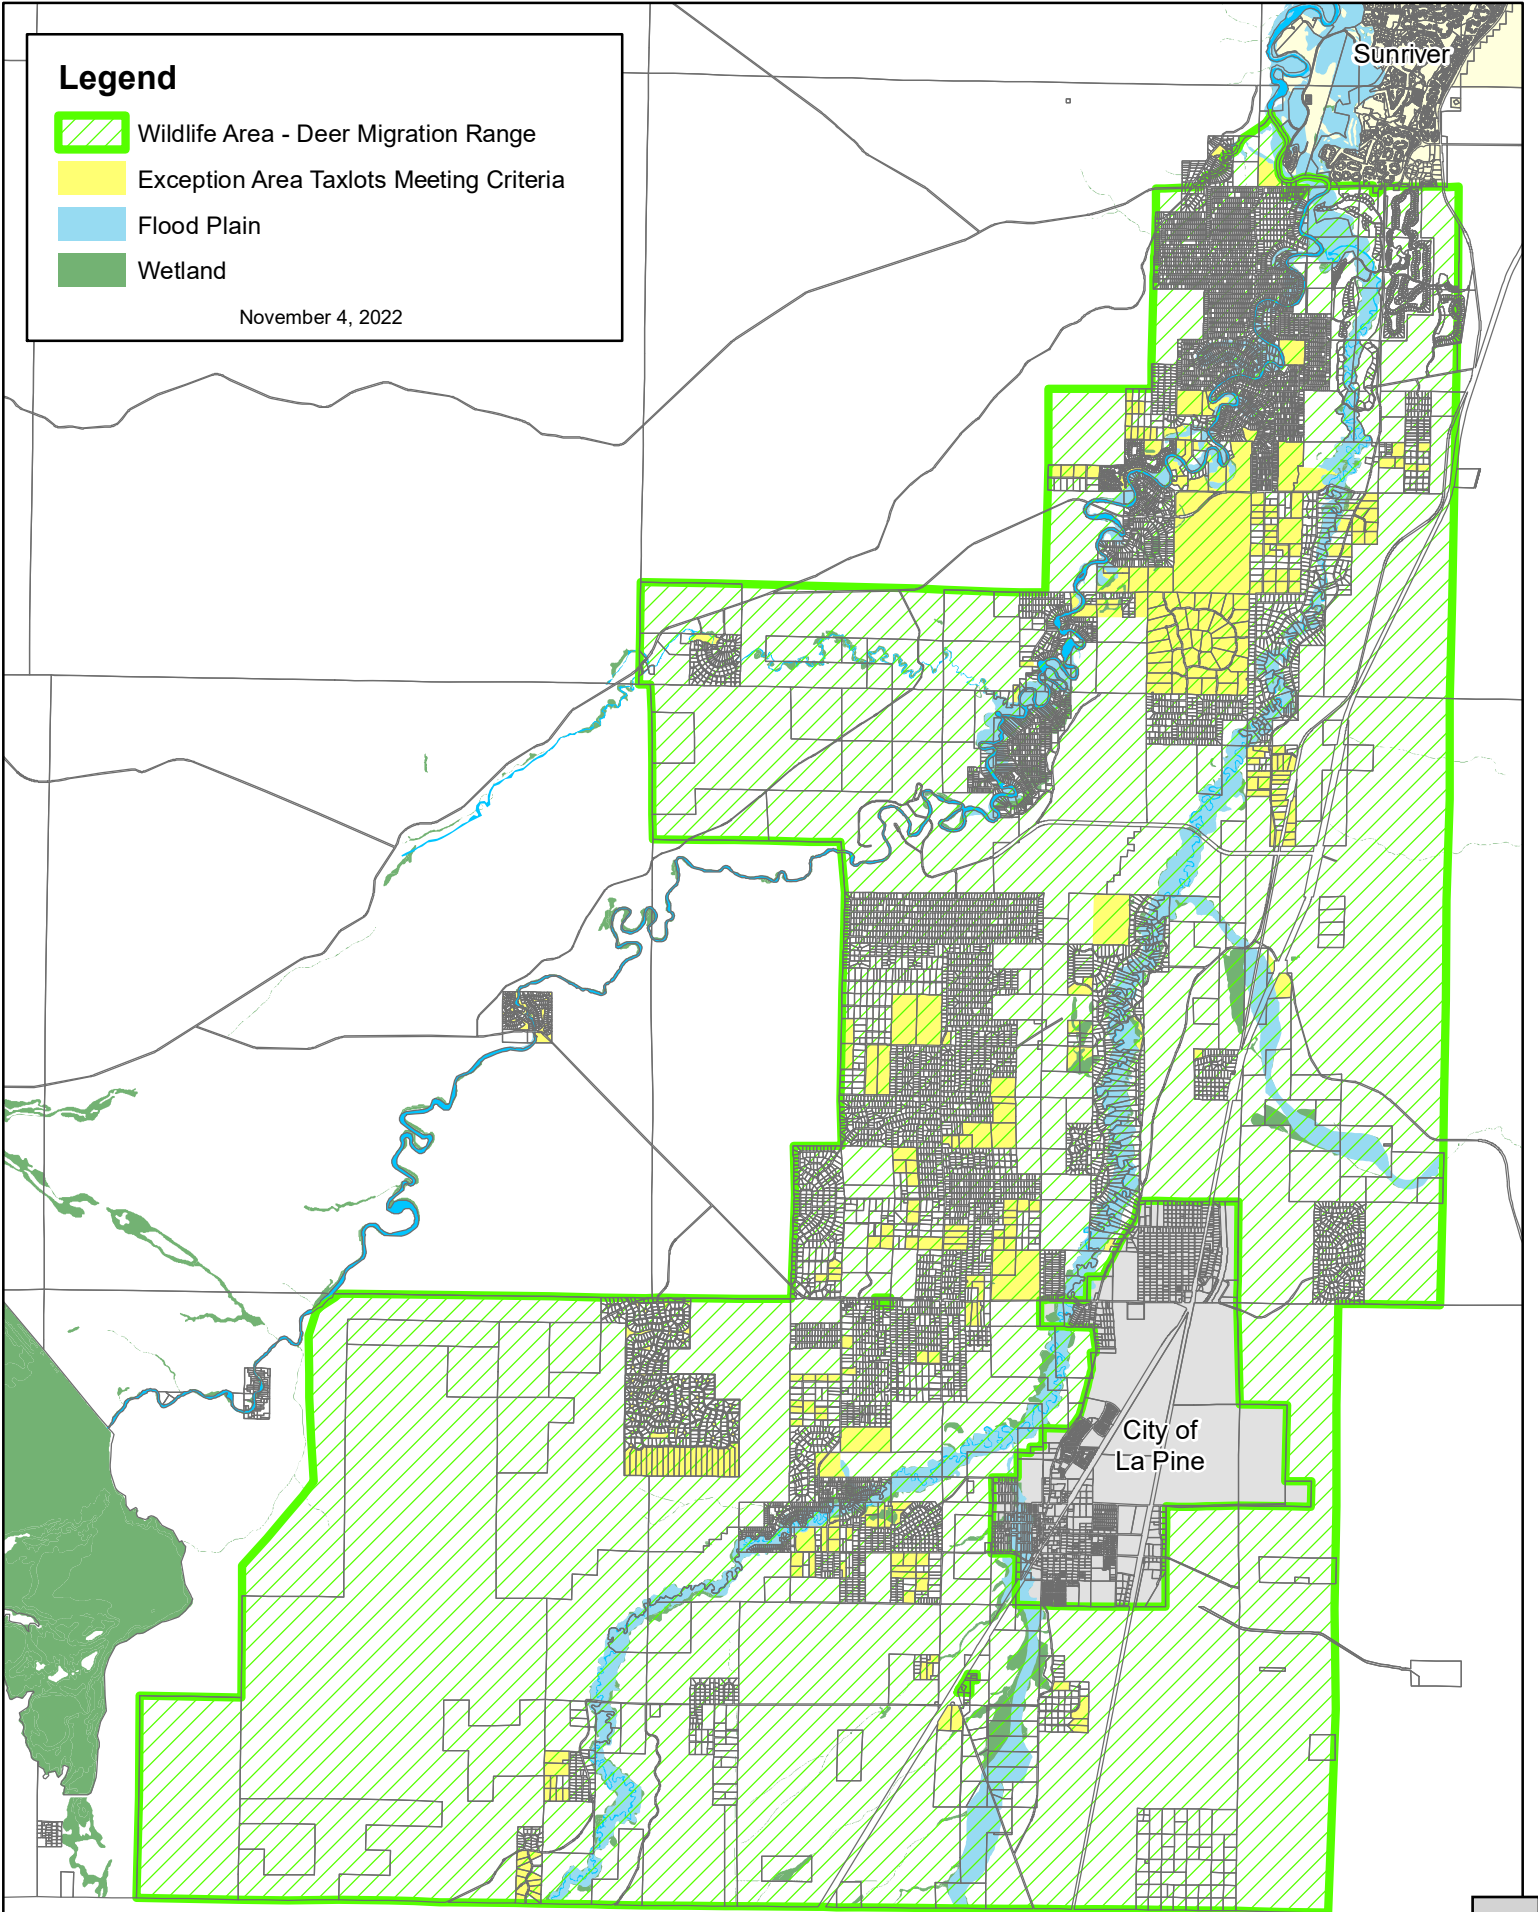 Legend
Wildlife Area - Deer Migration Range
Exception Area Taxlots Meeting Criteria
Flood Plain
Wetland
November 4, 2022
Sunriver
City of
La Pine